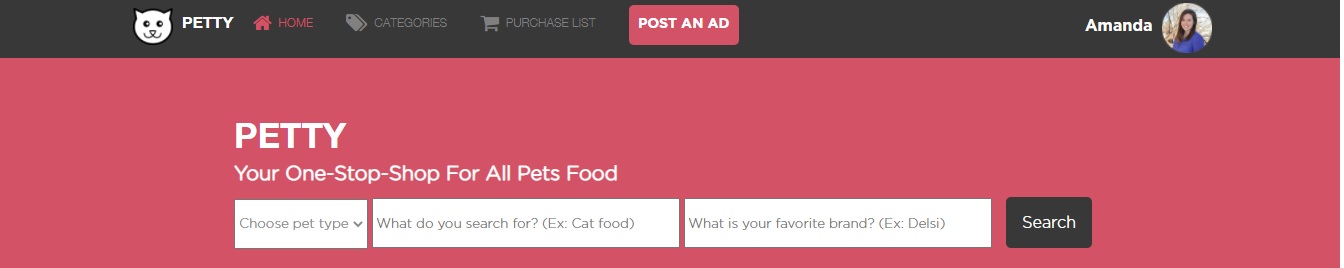 PETTY HOME CATEGORIES PURCHASE LIST POST AN AD Amanda
PETTY
Your One-Stop-Shop For All Pets Food
Choose pet type What do you search for? (Ex: Cat food) What is your favorite brand? (Ex: Delsi) Search